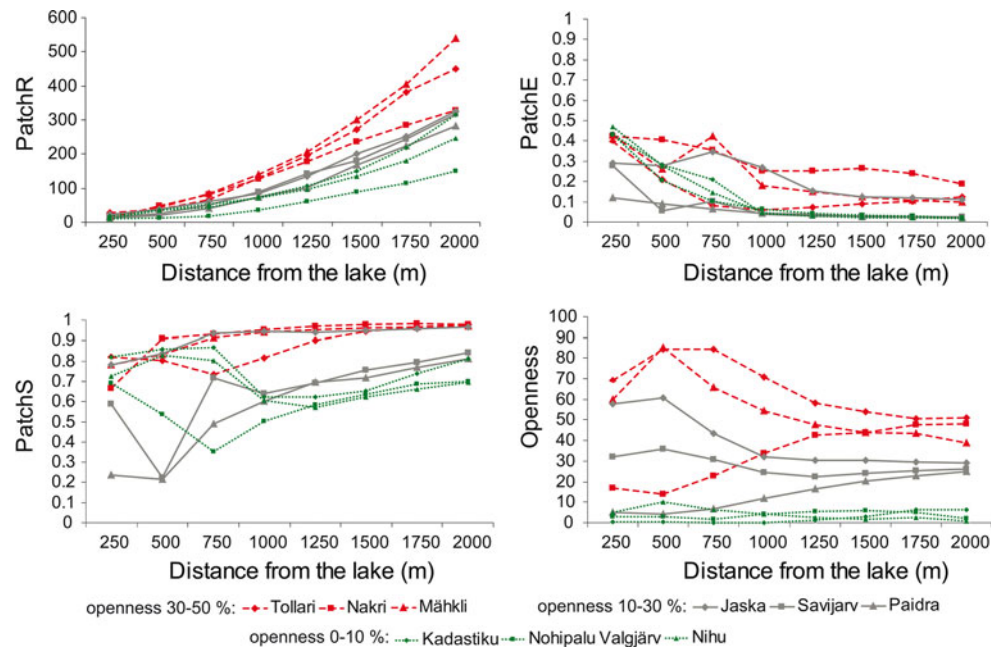 600
500
400
300
200
100
0
PatchR
250 500 750 1000 1250 1500 1750 2000
Distance from the lake (m)
1
0.9
0.8
0.7
0.6
0.5
0.4
0.3
0.2
0.1
0
PatchE
250 500 750 1000 1250 1500 1750 2000
Distance from the lake (m)
1
0.9
0.8
0.7
0.6
0.5
0.4
0.3
0.2
0.1
0
PatchS
250 500 750 1000 1250 1500 1750 2000
Distance from the lake (m)
100
90
80
70
60
50
40
30
20
10
0
Openness
250 500 750 1000 1250 1500 1750 2000
Distance from the lake (m)
openness 30-50 %: Tollari Nakri Mähkli
openness 10-30 %: Jaska Savijarv Paidra
openness 0-10 %: Kadastiku Nohipalu Valgjärv Nihu